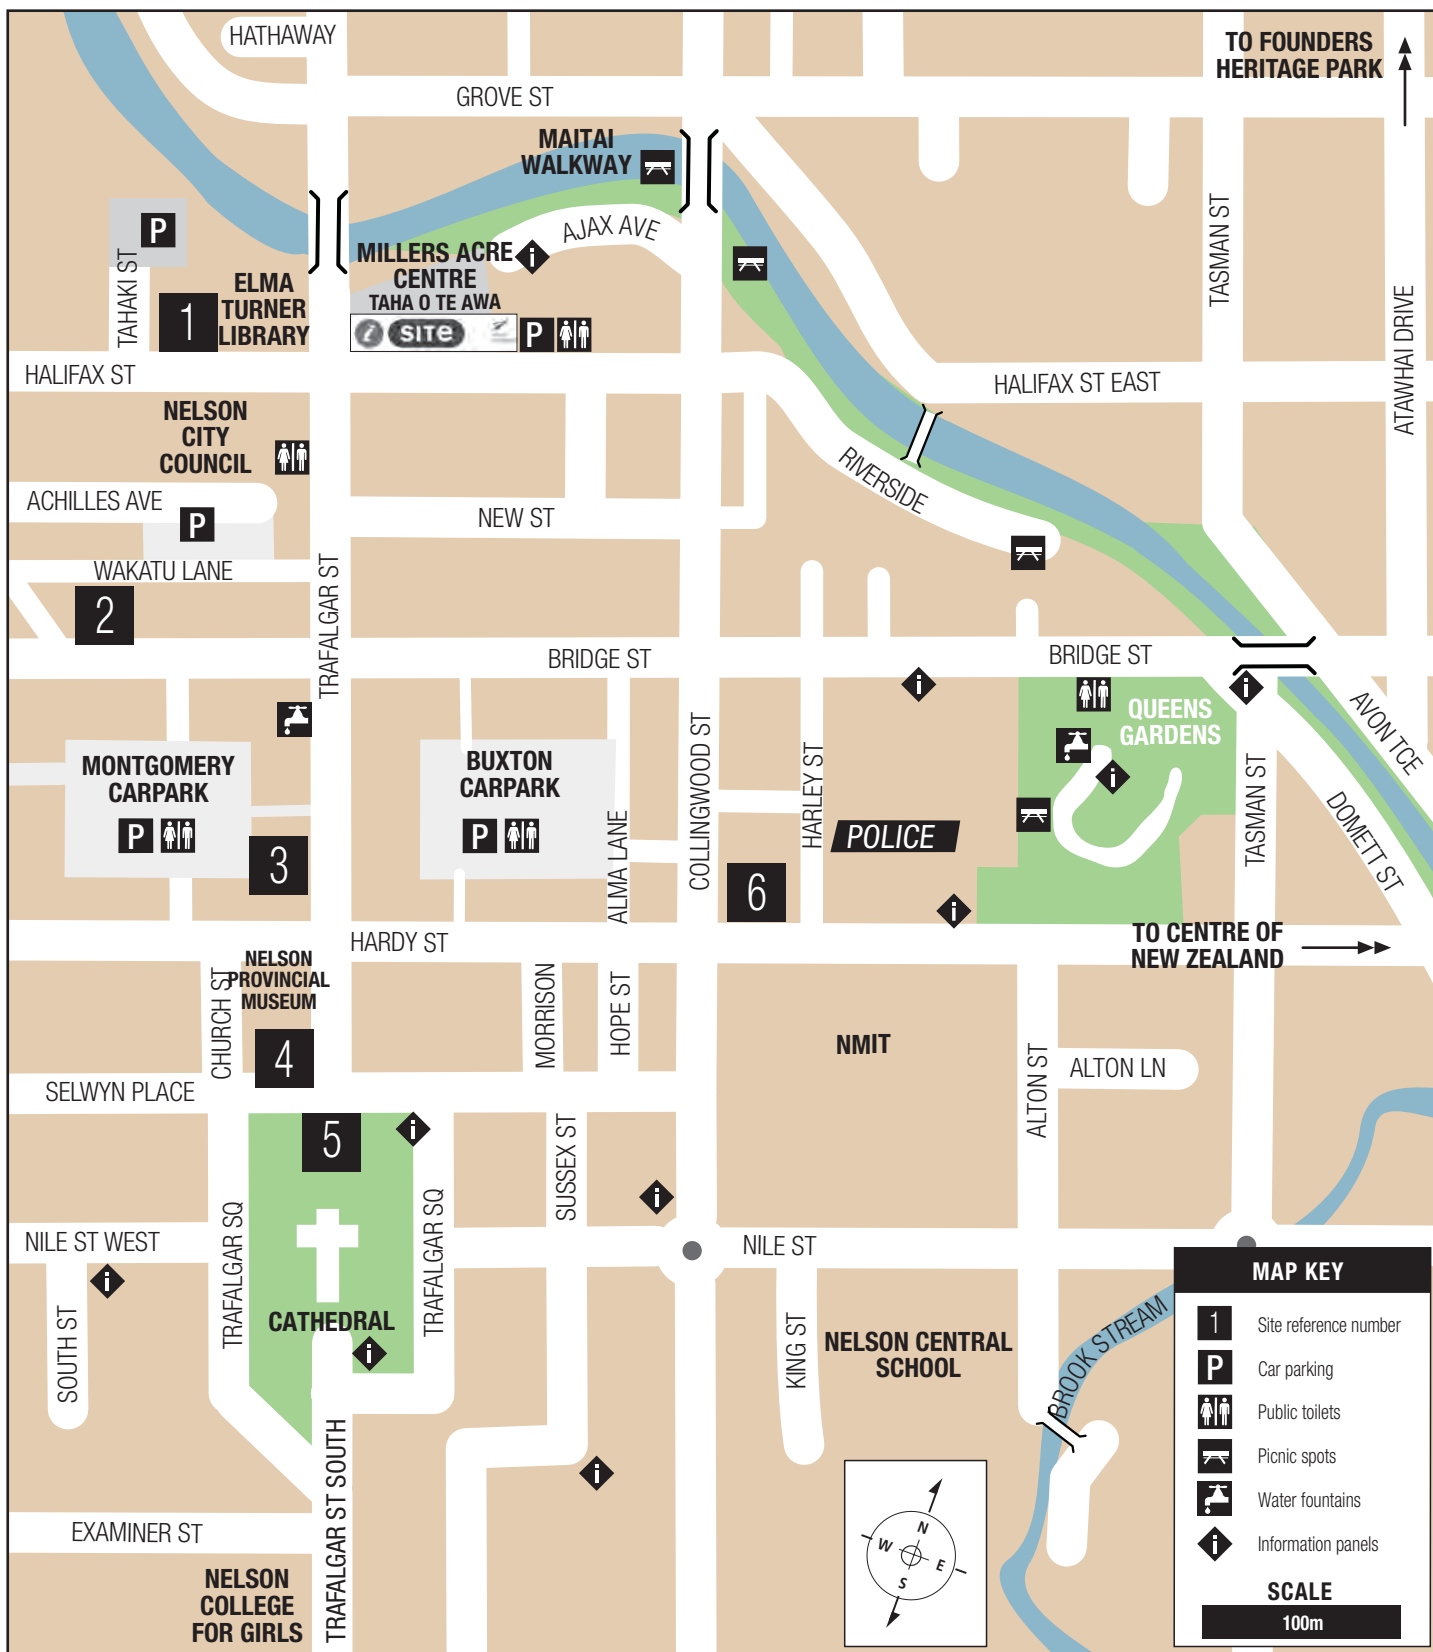 HATHAWAY
TO FOUNDERS
HERITAGE PARK
GROVE ST
MAITAI
WALKWAY
AJAX AVE
TASMAN ST
P
TAHAKI ST
1
ELMA
TURNER
LIBRARY
MILLERS ACRE
CENTRE
TAHA O TE AWA
i SITE
P
i
ATAWHAI DRIVE
HALIFAX ST
HALIFAX ST EAST
NELSON
CITY
COUNCIL
RIVERSIDE
ACHILLES AVE
P
NEW ST
WAKATU LANE
2
TRAFALGAR ST
BRIDGE ST
BRIDGE ST
i
i
QUEENS
GARDENS
i
AVON TCE
MONTGOMERY
CARPARK
P
BUXTON
CARPARK
P
COLLINGWOOD ST
HARLEY ST
POLICE
TASMAN ST
DOMETT ST
3
ALMA LANE
6
i
HARDY ST
TO CENTRE OF
NEW ZEALAND
NELSON
PROVINCIAL
MUSEUM
CHURCH ST
4
MORRISON
HOPE ST
NMIT
ALTON ST
ALTON LN
SELWYN PLACE
5
i
SUSSEX ST
i
TRAFALGAR SQ
TRAFALGAR SQ
NILE ST WEST
NILE ST
i
SOUTH ST
CATHEDRAL
i
KING ST
NELSON CENTRAL
SCHOOL
BROOK STREAM
i
TRAFALGAR ST SOUTH
EXAMINER ST
NELSON
COLLEGE
FOR GIRLS
N
W
E
S
MAP KEY
1 Site reference number
P Car parking
Public toilets
Picnic spots
Water fountains
i Information panels
SCALE
100m